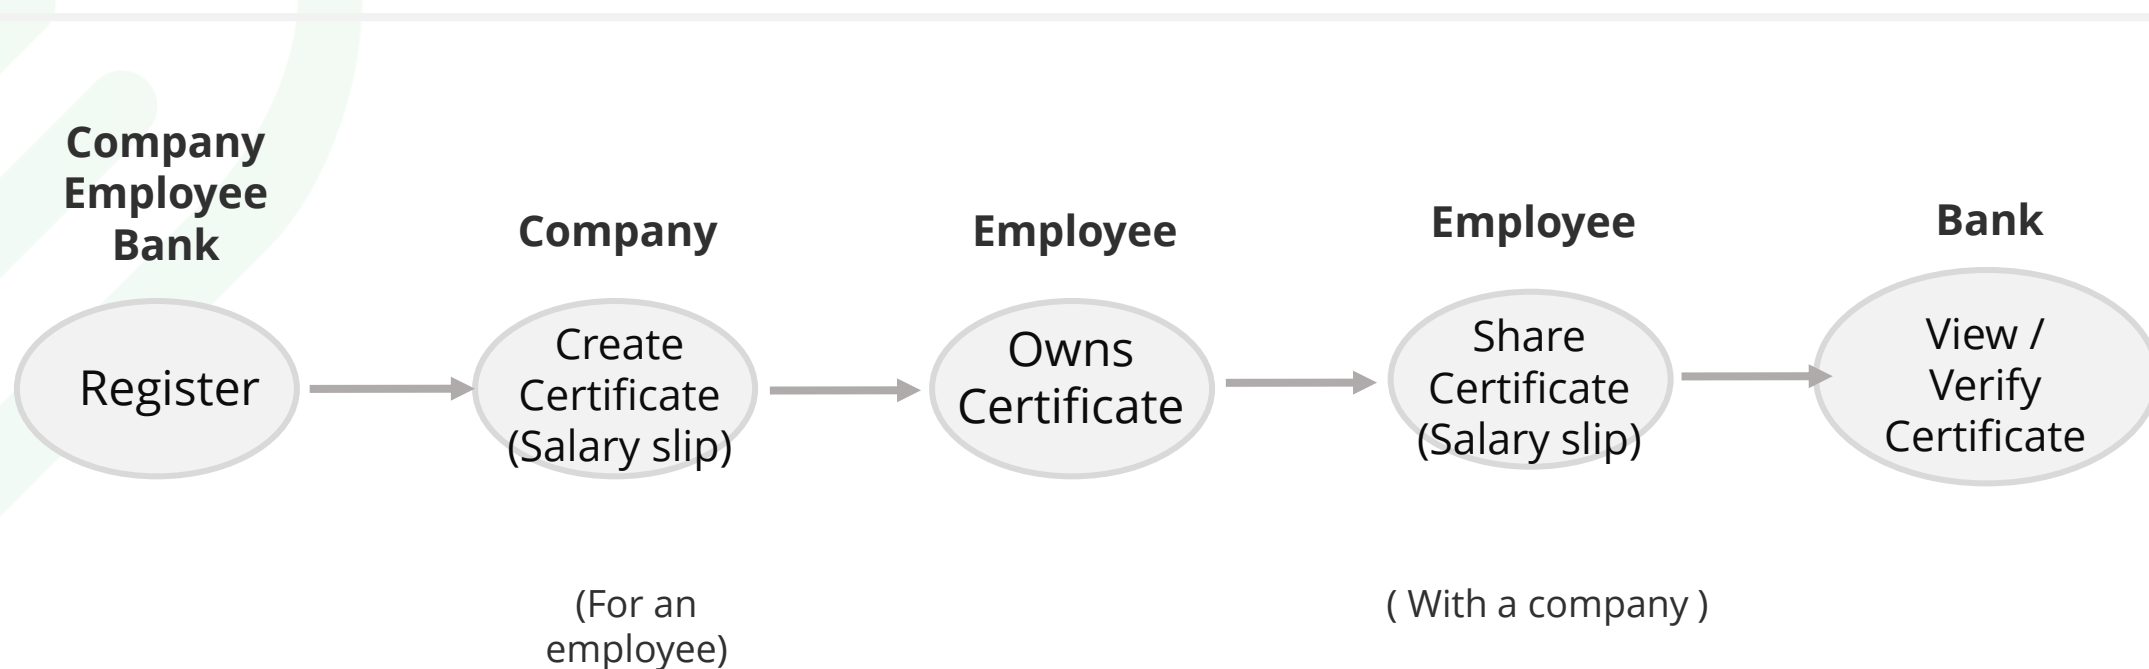 Company
Employee
Bank
Register
Company
Create
Certificate
(Salary slip)
(For an
employee)
Employee
Owns
Certificate
Employee
Share
Certificate
(Salary slip)
( With a company )
Bank
View /
Verify
Certificate